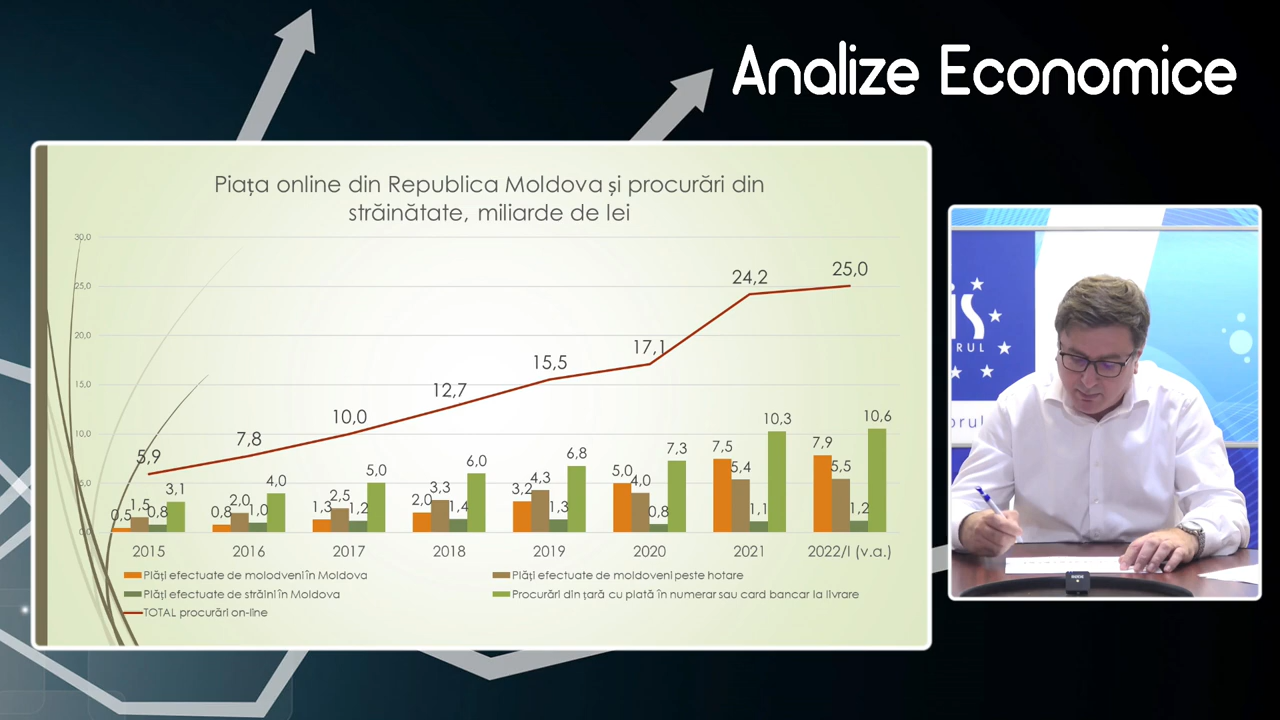 Analize Economice
Piața online din Republica Moldova și procurări din
străinătate, miliarde de lei
30,0
25,0
20,0
15,0
10,0
5,0
0,0
5,9
7,8
10,0
12,7
15,5
17,1
24,2
25,0
0,5 1,5 0,8 3,1
0,8 2,0 1,0 4,0
1,3 2,5 1,2 5,0
2,0 3,3 1,4 6,0
3,2 4,3 1,3 6,8
5,0 4,0 0,8 7,3
7,5 5,4 1,1 10,3
7,9 5,5 1,2 10,6
2015 2016 2017 2018 2019 2020 2021 2022/I (v.a.)
Plăți efectuate de molodveni în Moldova
Plăți efectuate de moldoveni peste hotare
Plăți efectuate de străini în Moldova
Procurări din țară cu plată în numerar sau card bancar la livrare
TOTAL procurări on-line
is
RUL
orul